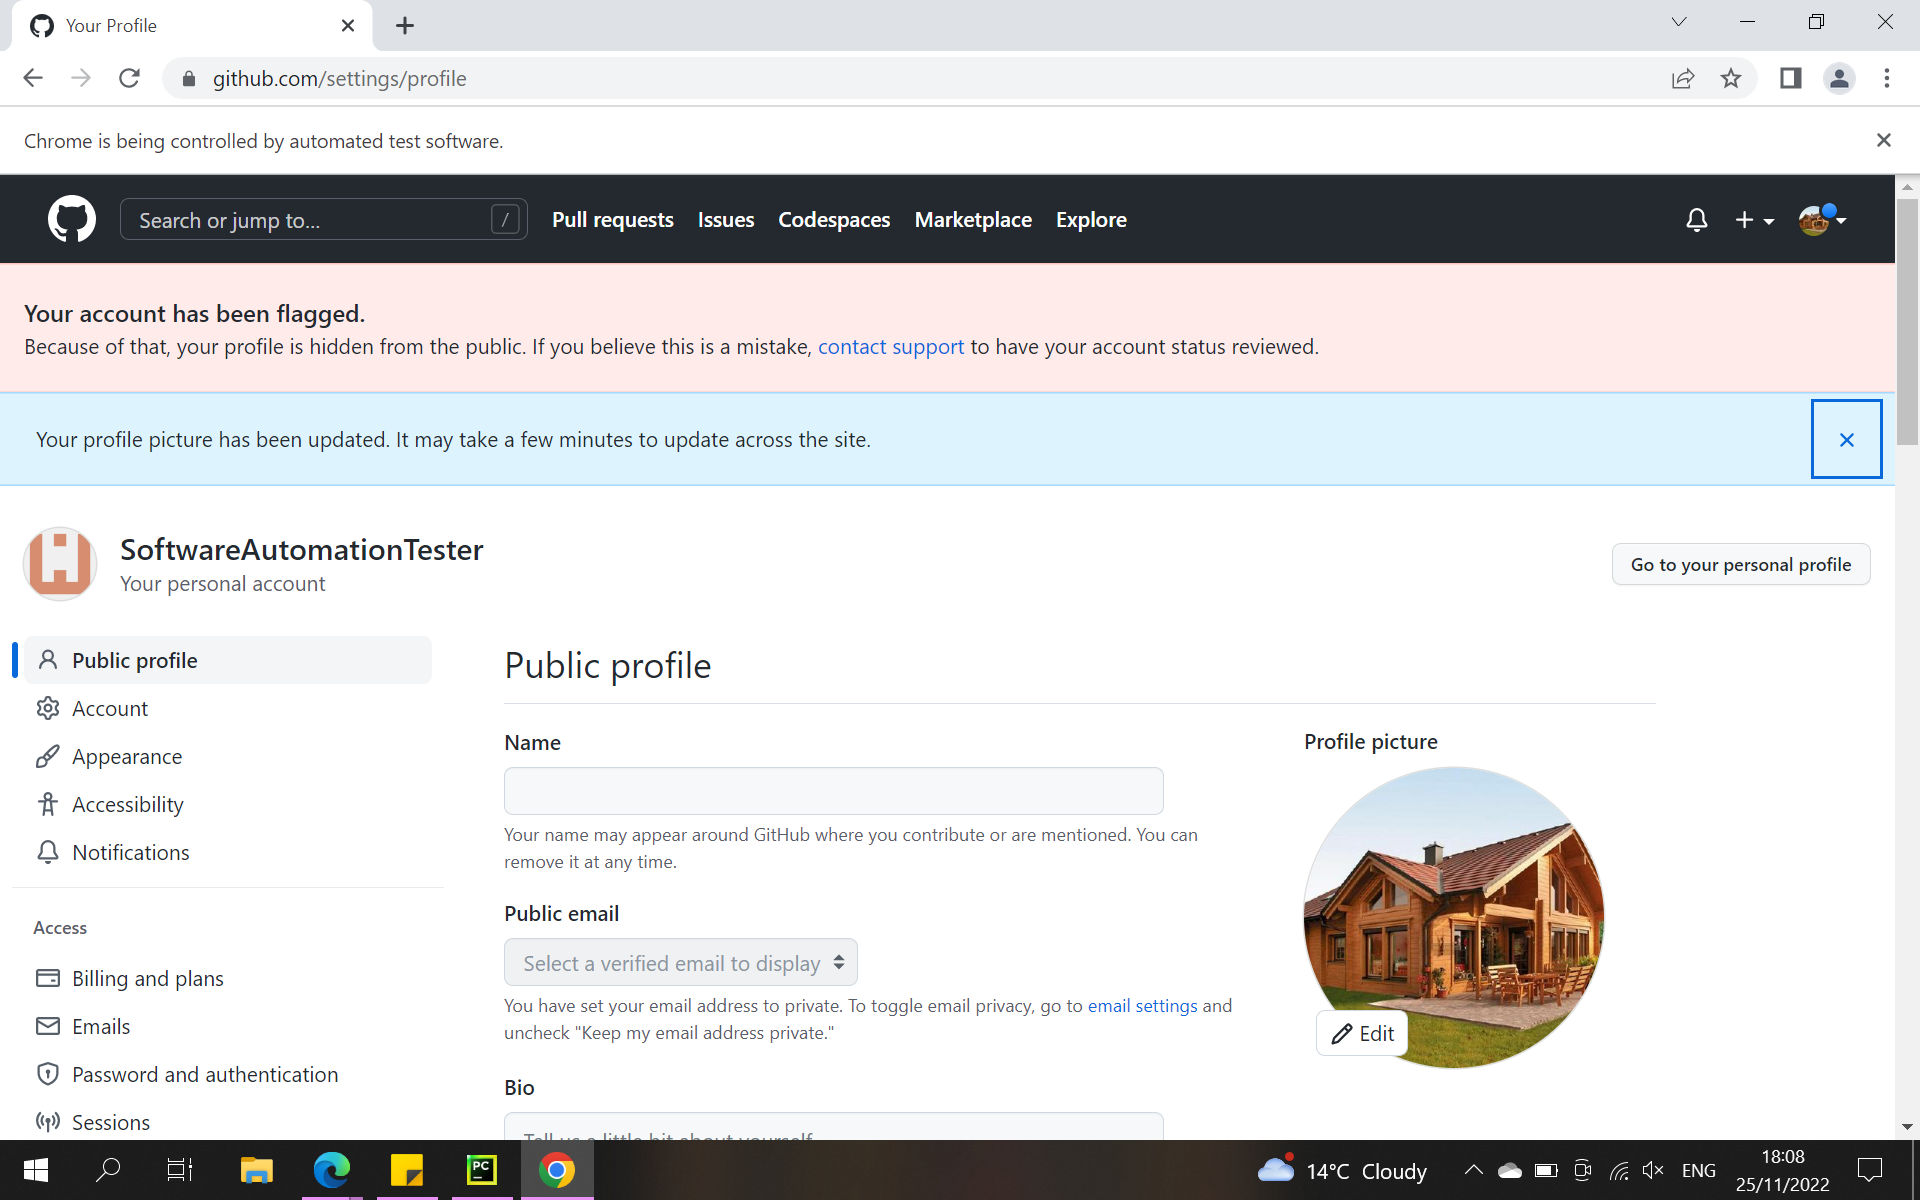 Your Profile
github.com/settings/profile
Chrome is being controlled by automated test software.
Search or jump to... /
Pull requests Issues Codespaces Marketplace Explore
Your account has been flagged.
Because of that, your profile is hidden from the public. If you believe this is a mistake, contact support to have your account status reviewed.
Your profile picture has been updated. It may take a few minutes to update across the site.
SoftwareAutomationTester
Your personal account
Go to your personal profile
Public profile
Account
Appearance
Accessibility
Notifications
Access
Billing and plans
Emails
Password and authentication
Sessions
Public profile
Name
Your name may appear around GitHub where you contribute or are mentioned. You can
remove it at any time.
Public email
Select a verified email to display
You have set your email address to private. To toggle email privacy, go to email settings and
uncheck "Keep my email address private."
Bio
Tell us a little bit about yourself
Profile picture
Edit
PC
14°C Cloudy
ENG
18:08
25/11/2022